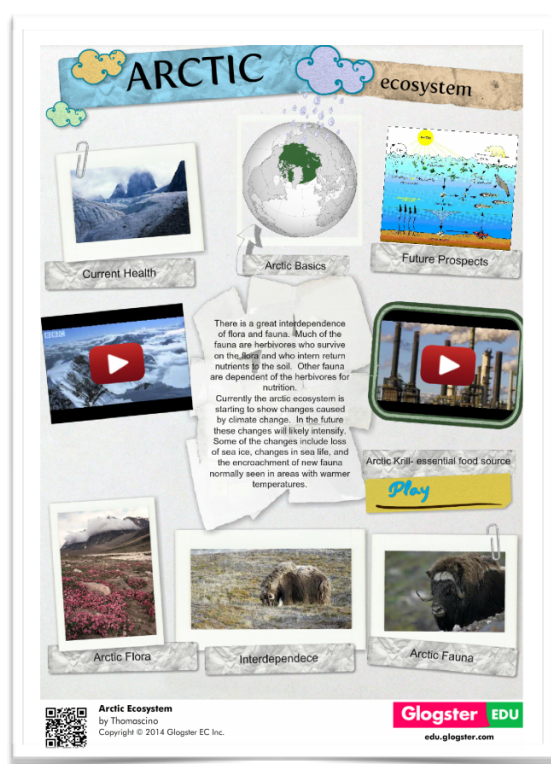 ARCTIC
ecosystem
Current Health
Arctic Basics
Future Prospects
BBC
There is a great interdependence
of flora and fauna. Much of the
fauna are herbivores who survive
on the flora and who intern return
nutrients to the soil. Other fauna
are dependent of the herbivores for
nutrition.
Currently the arctic ecosystem is
starting to show changes caused
by climate change. In the future
these changes will likely intensify.
Some of the changes include loss
of sea ice, changes in sea life, and
the encroachment of new fauna
normally seen in areas with warmer
temperatures.
Arctic Krill- essential food source
Play
Arctic Flora
Interdependece
Arctic Fauna
Arctic Ecosystem
by Thomascino
Copyright © 2014 Glogster EC Inc.
Glogster EDU
edu.glogster.com